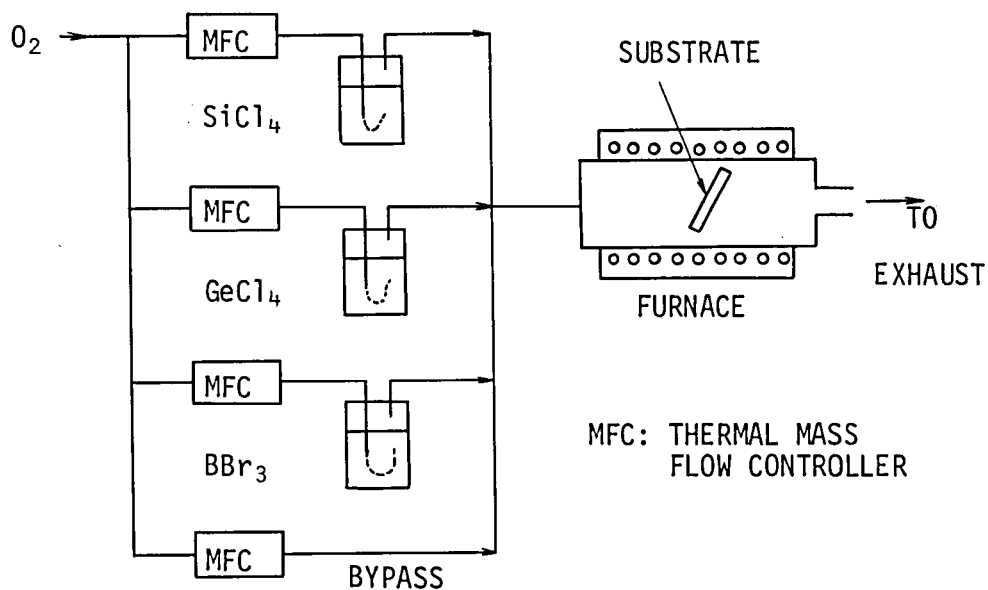 O₂
MFC
SiCl₄
MFC
GeCl₄
MFC
BBr₃
MFC
BYPASS
SUBSTRATE
FURNACE
TO
EXHAUST
MFC: THERMAL MASS
FLOW CONTROLLER